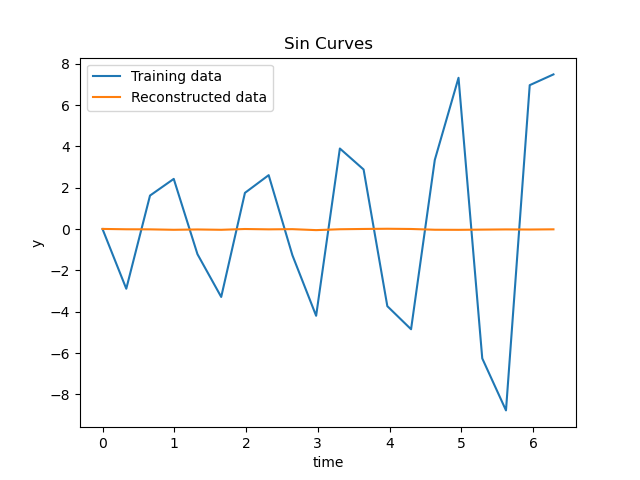 Sin Curves
Training data
Reconstructed data
8
6
4
2
0
−2
−4
−6
−8
y
0 1 2 3 4 5 6
time